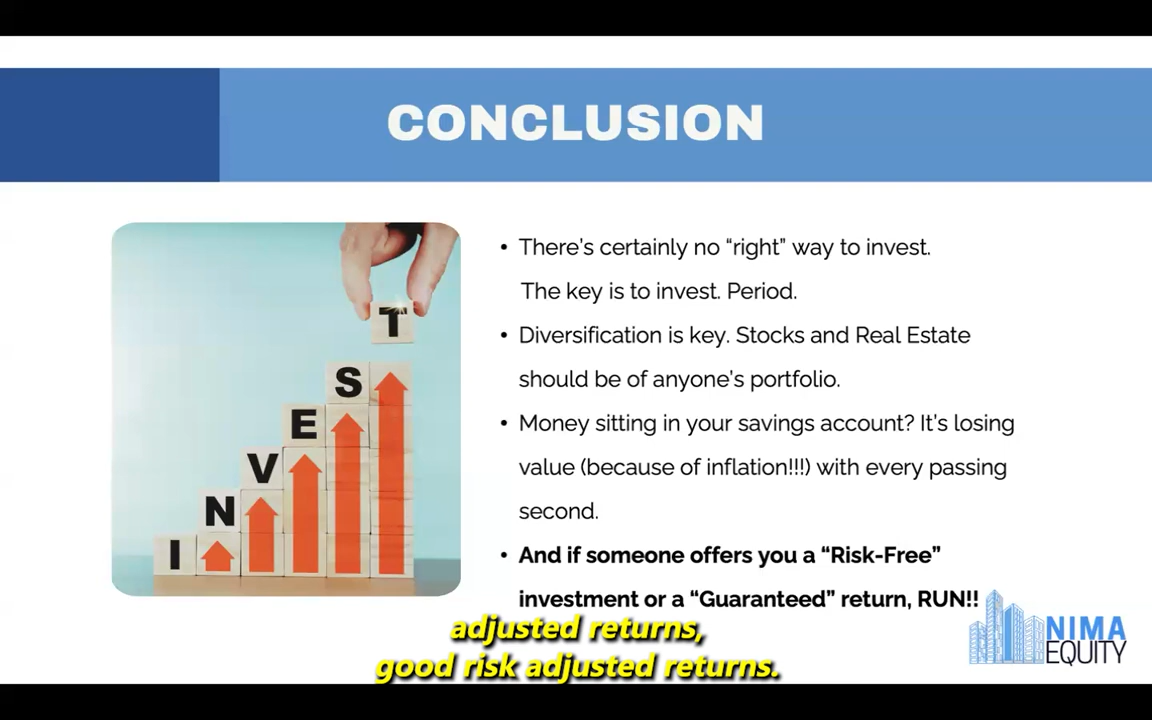 CONCLUSION
• There’s certainly no “right” way to invest.
The key is to invest. Period.
• Diversification is key. Stocks and Real Estate
should be of anyone’s portfolio.
• Money sitting in your savings account? It’s losing
value (because of inflation!!!) with every passing
second.
• And if someone offers you a “Risk-Free”
investment or a “Guaranteed” return, RUN!!
I N V E S T
NIMA
EQUITY
adjusted returns,
good risk adjusted returns.